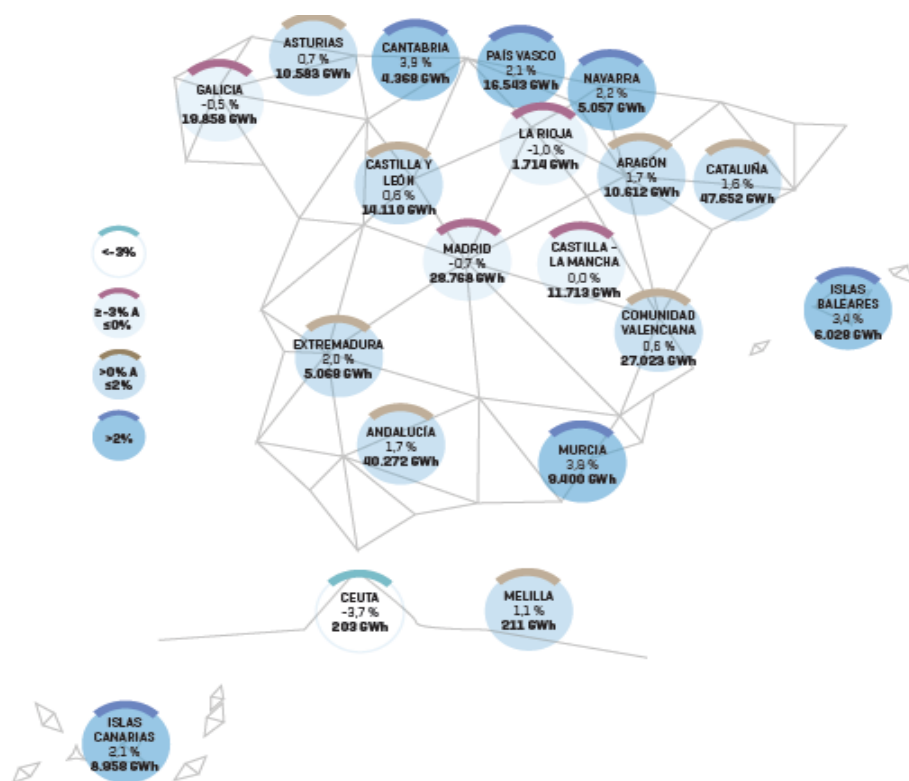 ASTURIAS
0,7 %
10.583 GWh
CANTABRIA
3,9 %
4.369 GWh
PAÍS VASCO
2,1 %
16.543 GWh
NAVARRA
2,2 %
5.057 GWh
GALICIA
-0,5 %
19.858 GWh
LA RIOJA
-1,0 %
1.714 GWh
CASTILLA Y
LEÓN
0,6 %
14.110 GWh
ARAGÓN
1,7 %
10.612 GWh
CATALUÑA
1,6 %
47.652 GWh
MADRID
-0,7 %
28.768 GWh
CASTILLA -
LA MANCHA
0,0 %
11.713 GWh
ISLAS
BALEARES
3,4 %
6.028 GWh
COMUNIDAD
VALENCIANA
0,6 %
27.023 GWh
EXTREMADURA
2,0 %
5.068 GWh
ANDALUCÍA
1,7 %
40.272 GWh
MURCIA
3,8 %
9.400 GWh
CEUTA
-3,7 %
203 GWh
MELILLA
1,1 %
211 GWh
ISLAS
CANARIAS
2,1 %
8.958 GWh
<-3%
≥-3% A
≤0%
>0% A
≤2%
>2%